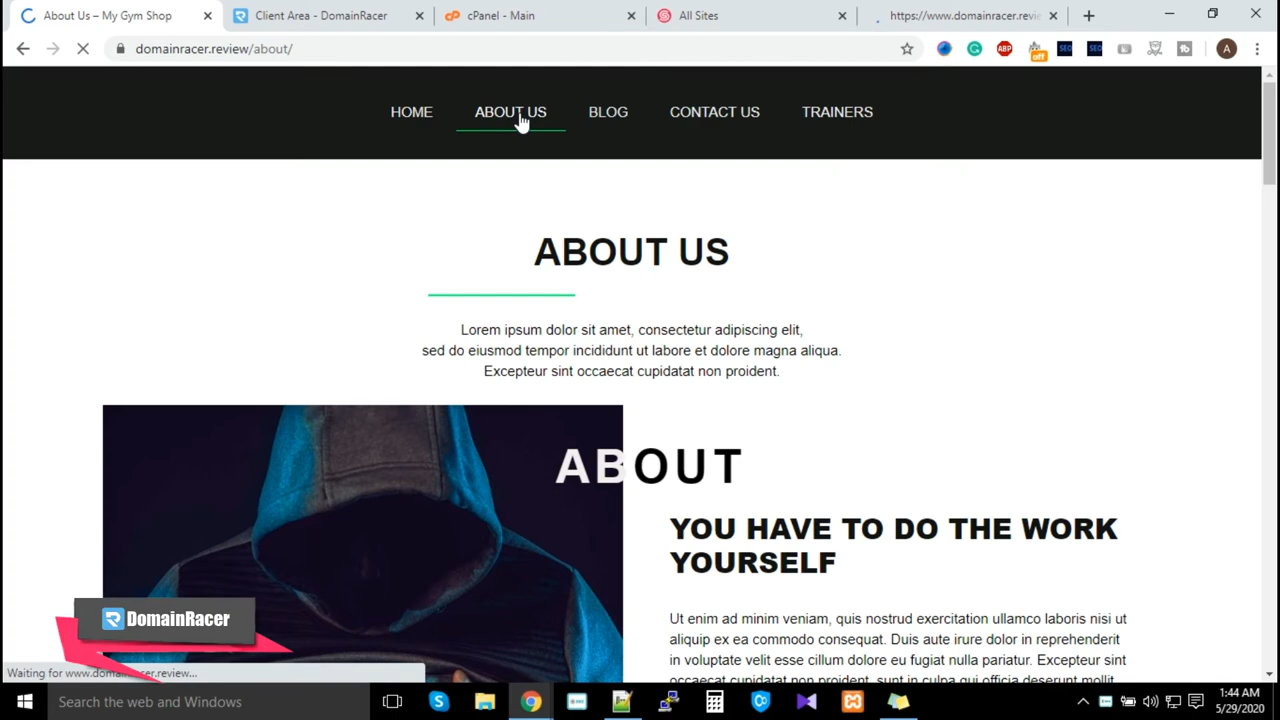 About Us – My Gym Shop
Client Area - DomainRacer
cPanel - Main
All Sites
https://www.domainracer.revie
domainracer.review/about/
ABP
off
SEO
SEO
A
HOME
ABOUT US
BLOG
CONTACT US
TRAINERS
ABOUT US
Lorem ipsum dolor sit amet, consectetur adipiscing elit,
sed do eiusmod tempor incididunt ut labore et dolore magna aliqua.
Excepteur sint occaecat cupidatat non proident.
ABOUT
YOU HAVE TO DO THE WORK
YOURSELF
Ut enim ad minim veniam, quis nostrud exercitation ullamco laboris nisi ut
aliquip ex ea commodo consequat. Duis aute irure dolor in reprehenderit
in voluptate velit esse cillum dolore eu fugiat nulla pariatur. Excepteur sint
occaecat cupidatat non proident, sunt in culpa qui officia deserunt mollit
DomainRacer
Waiting for www.domainracer.review...
Search the web and Windows
1:44 AM
5/29/2020